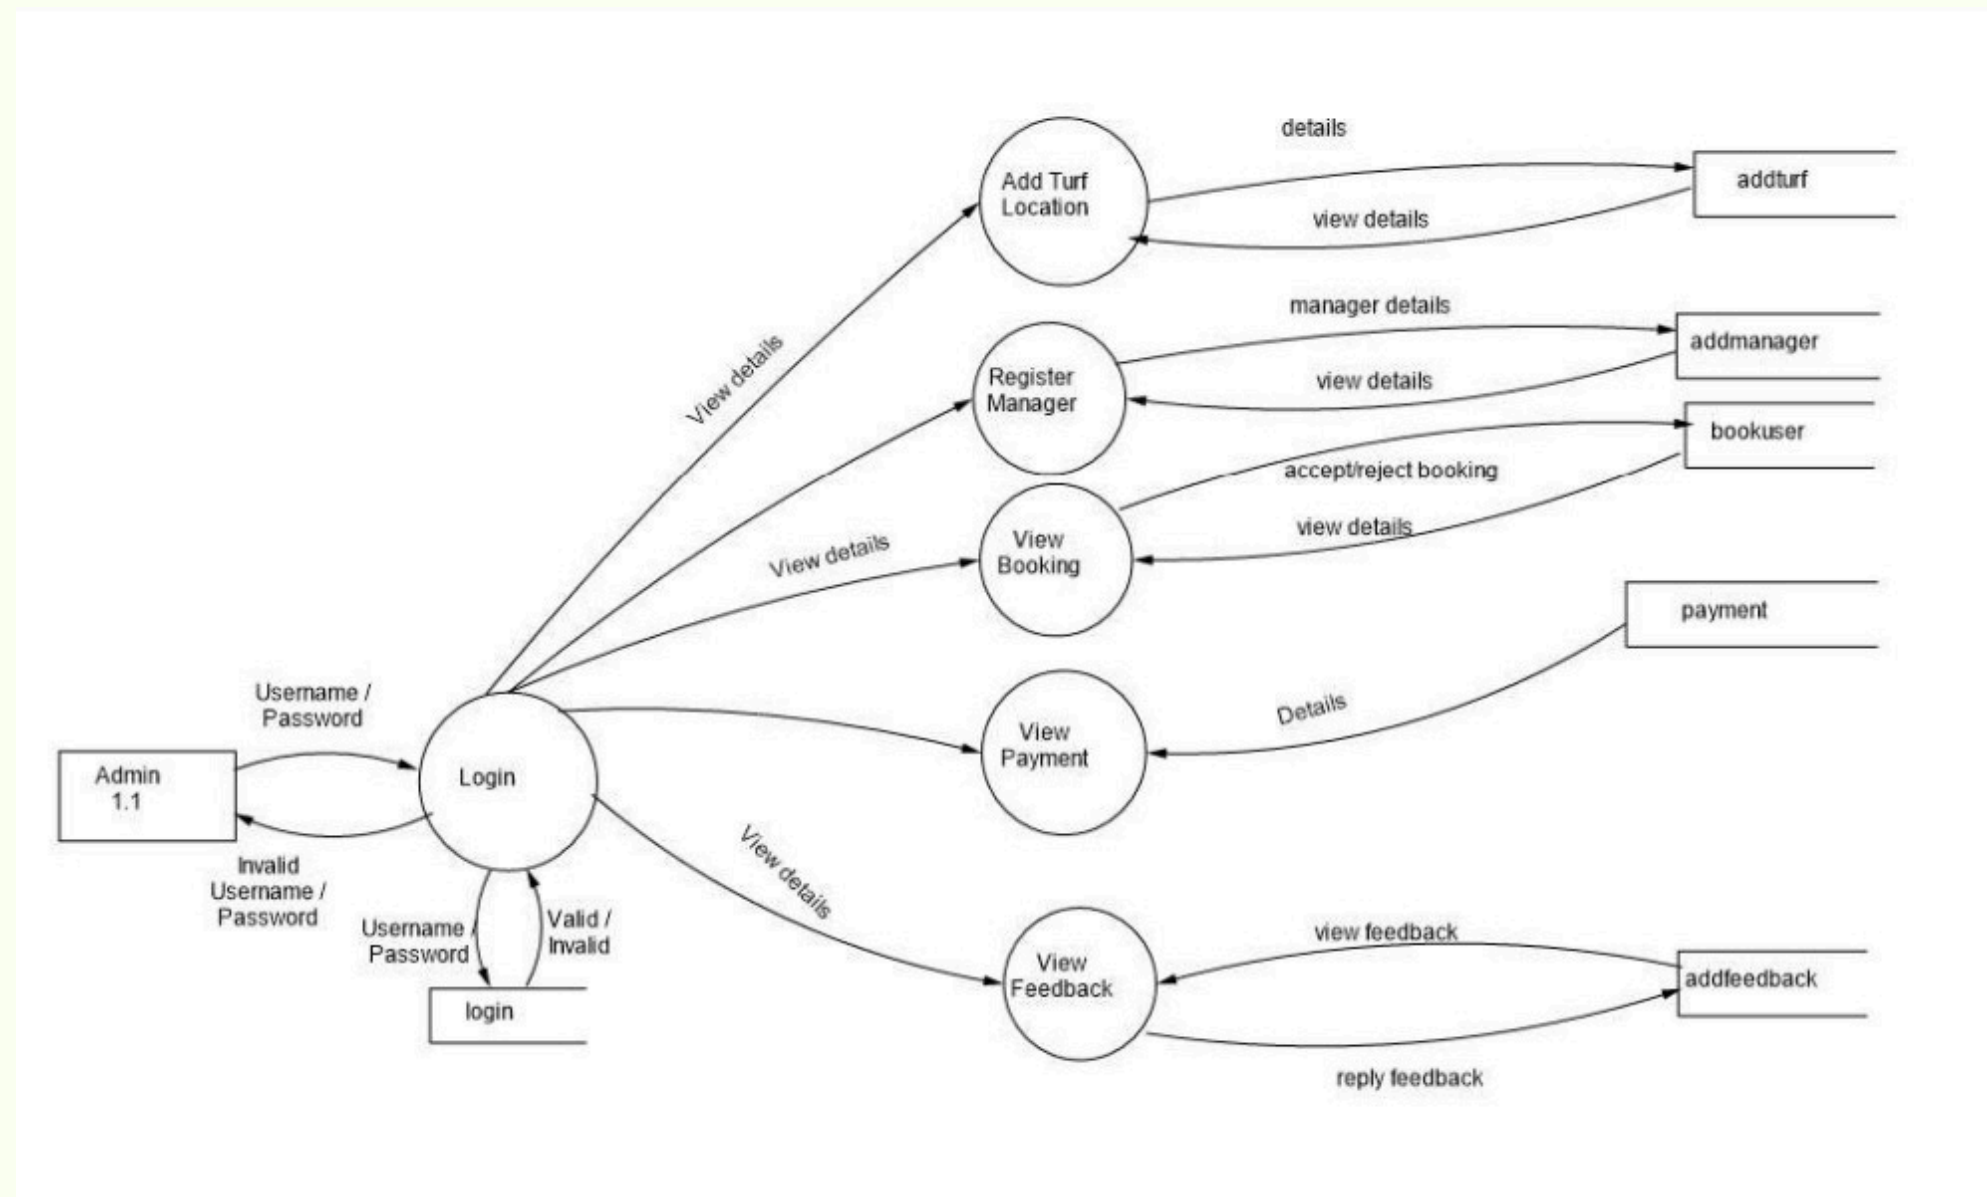 details
Add Turf
Location
addturf
view details
manager details
addmanager
View details
Register
Manager
view details
bookuser
accept/reject booking
view details
View
Booking
View details
payment
Username /
Password
Details
View
Payment
Admin
1.1
Login
View details
Invalid
Username /
Password
Username /
Password
Valid /
Invalid
view feedback
View
Feedback
addfeedback
login
reply feedback